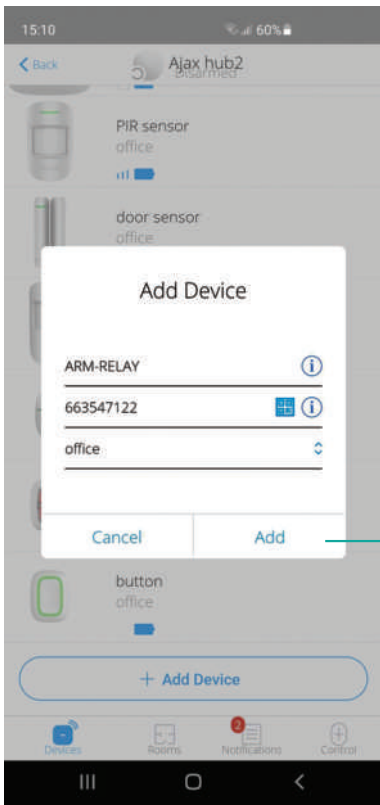 15:10 60%
Back Ajax hub2
Disarmed
PIR sensor
office
door sensor
office
Add Device
ARM-RELAY
663547122
office
Cancel Add
button
office
+ Add Device
2
Devices Rooms Notifications Control